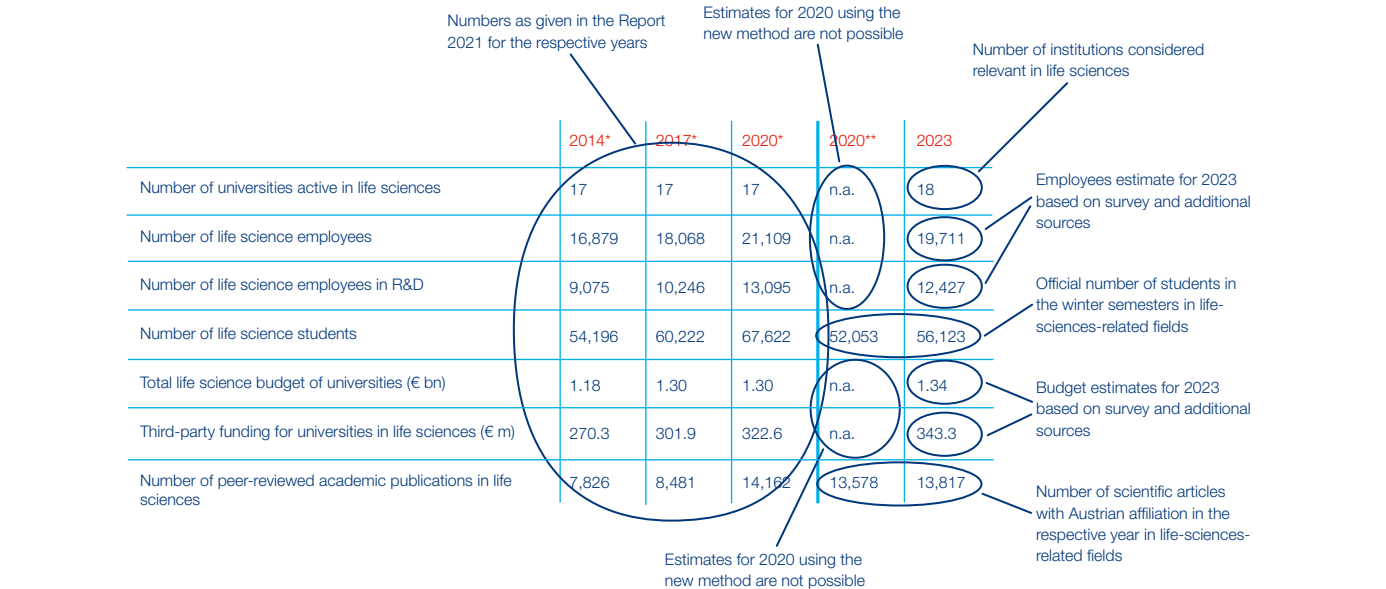 Numbers as given in the Report
2021 for the respective years
Estimates for 2020 using the
new method are not possible
Number of institutions considered
relevant in life sciences
2014* 2017* 2020* 2020** 2023
Number of universities active in life sciences 17 17 17 n.a. 18
Number of life science employees 16,879 18,068 21,109 n.a. 19,711
Number of life science employees in R&D 9,075 10,246 13,095 n.a. 12,427
Number of life science students 54,196 60,222 67,622 52,053 56,123
Total life science budget of universities (€ bn) 1.18 1.30 1.30 n.a. 1.34
Third-party funding for universities in life sciences (€ m) 270.3 301.9 322.6 n.a. 343.3
Number of peer-reviewed academic publications in life 7,826 8,481 14,162 13,578 13,817
sciences
Employees estimate for 2023
based on survey and additional
sources
Official number of students in
the winter semesters in life-
sciences-related fields
Budget estimates for 2023
based on survey and additional
sources
Number of scientific articles
with Austrian affiliation in the
respective year in life-sciences-
related fields
Estimates for 2020 using the
new method are not possible